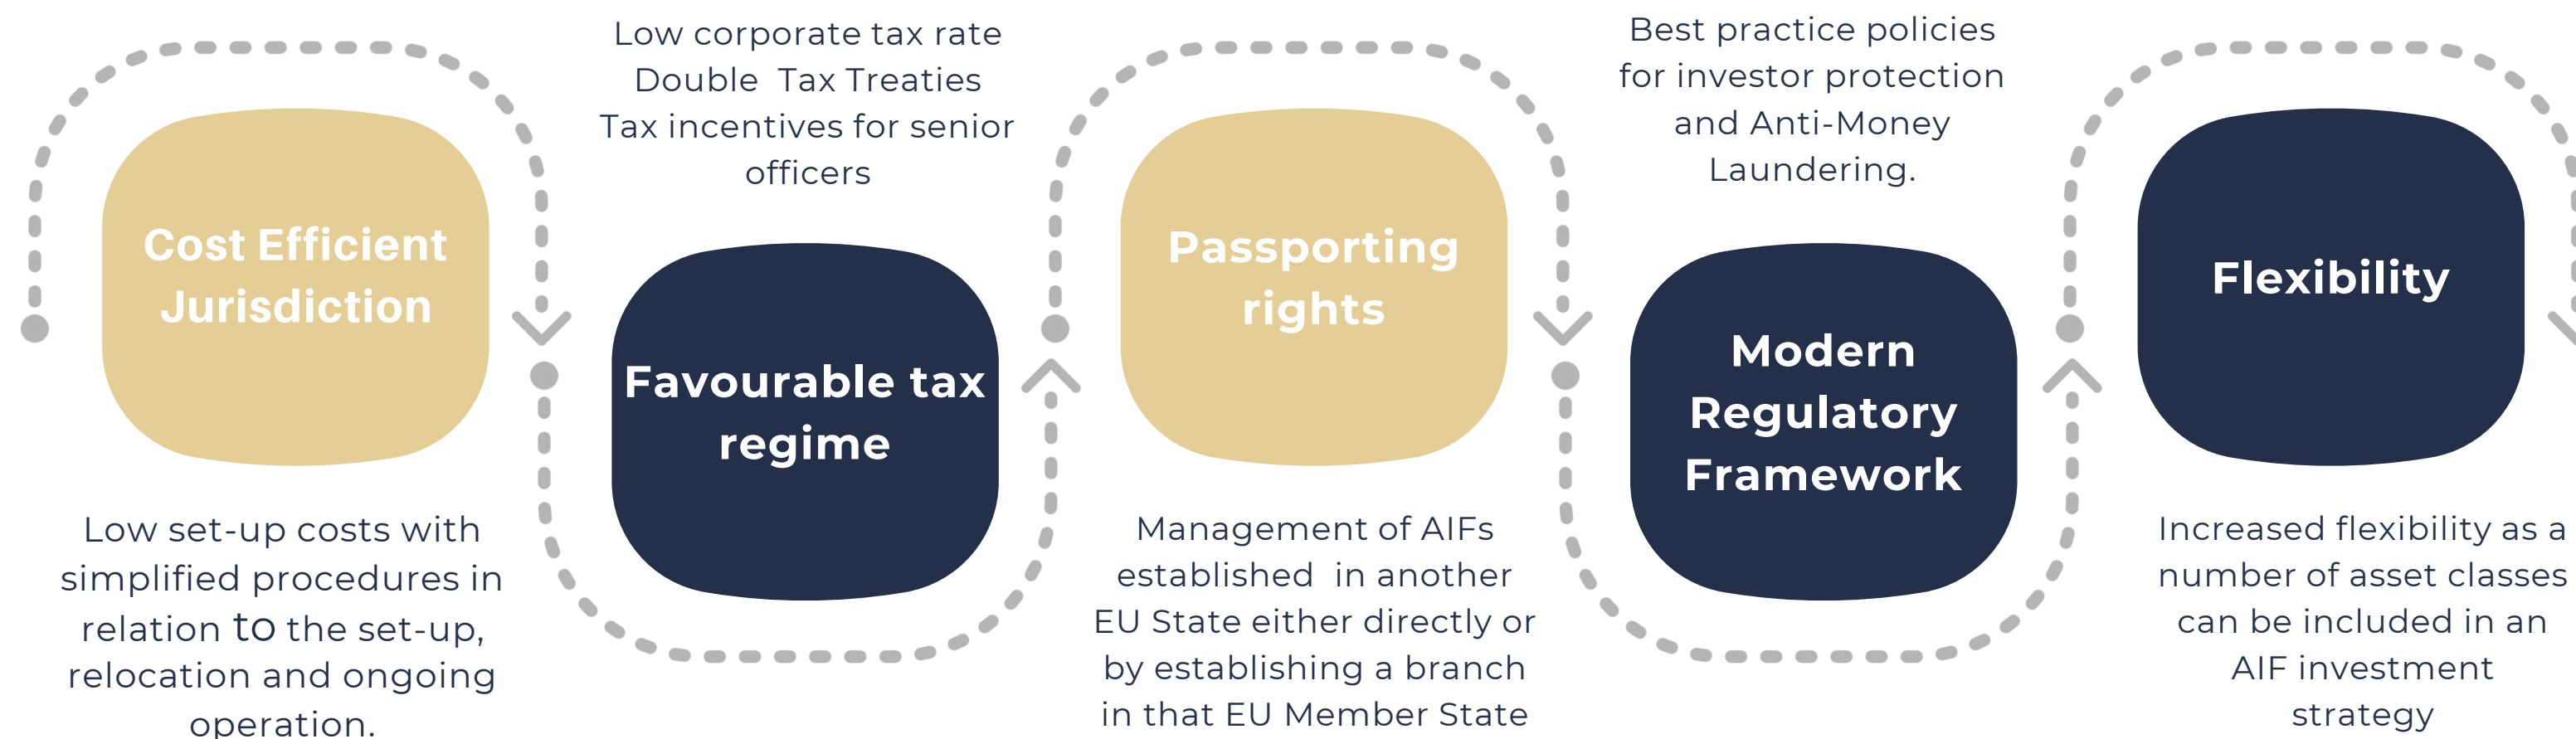 Cost Efficient
Jurisdiction
Low set-up costs with
simplified procedures in
relation to the set-up,
relocation and ongoing
operation.
Low corporate tax rate
Double  Tax Treaties
Tax incentives for senior
officers
Favourable tax
regime
Passporting
rights
Management of AIFs
established  in another
EU State either directly or
by establishing a branch
in that EU Member State
Best practice policies
for investor protection
and Anti-Money
Laundering.
Modern
Regulatory
Framework
Flexibility
Increased flexibility as a
number of asset classes
can be included in an
AIF investment
strategy